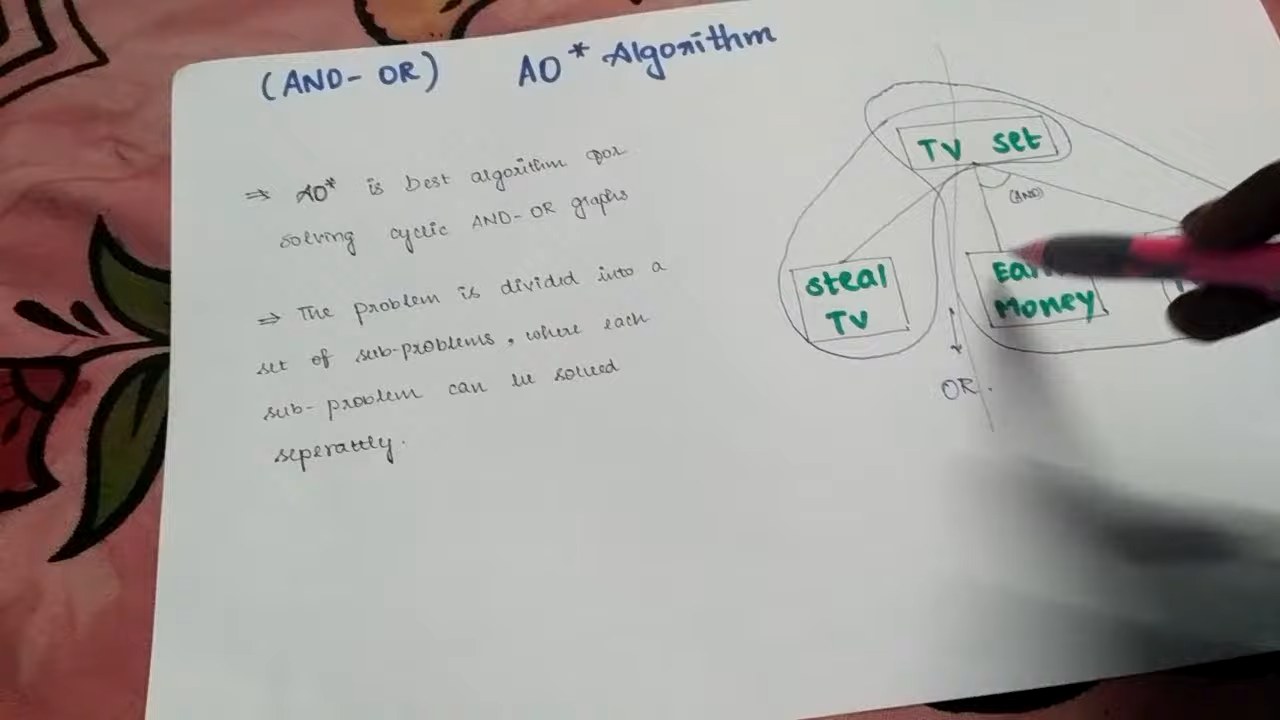 (AND- OR) AO* Algorithm
⇒ AO* is best algorithm for
solving cyclic AND-OR graphs
⇒ The problem is divided into a
set of sub-problems, where each
sub-problem can be solved
seperattly.
TV set
(AND)
steal
TV
Money
OR.